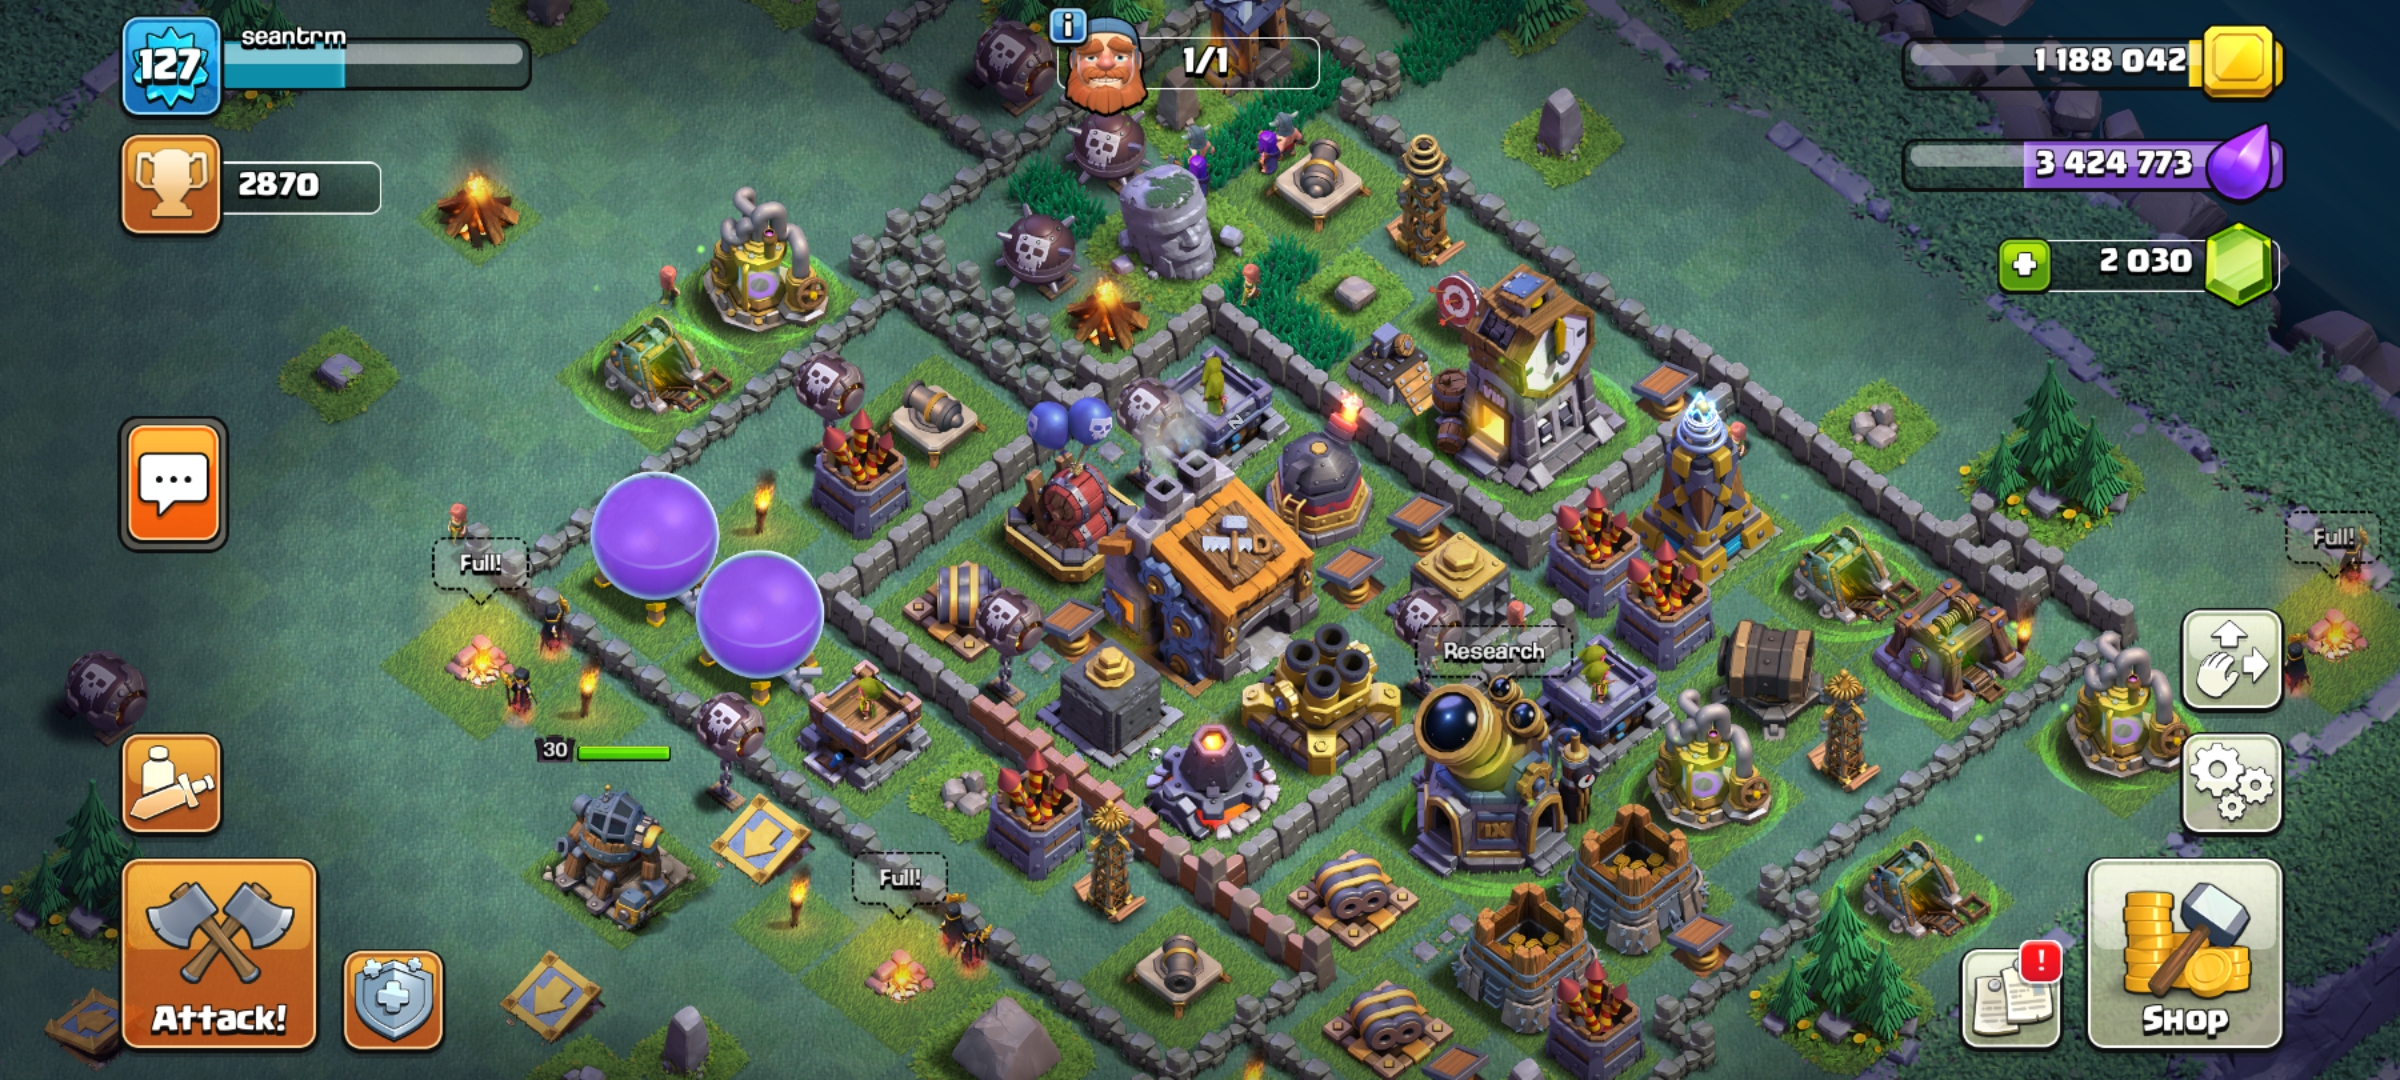 127
seantrm
i
1/1
1 188 042
2870
3 424 773
2 030
Full!
Full!
Research
30
IX
Full!
Attack!
!
Shop